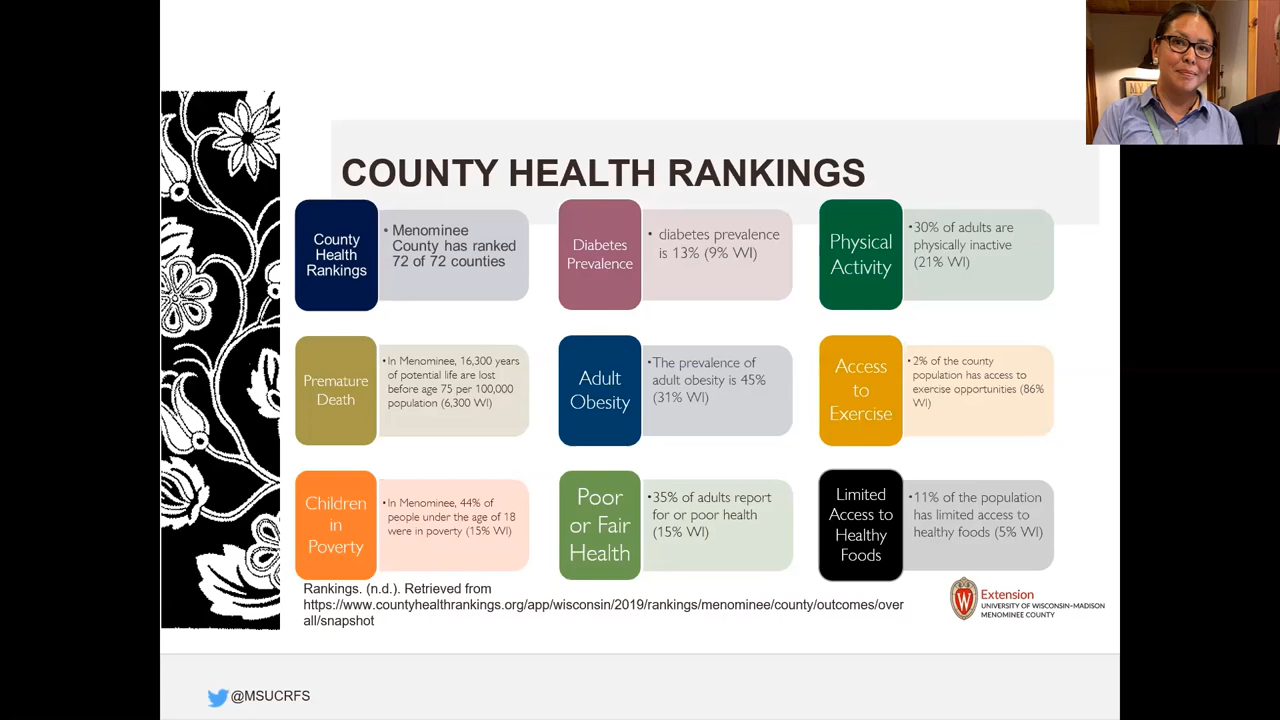 MY
COUNTY HEALTH RANKINGS
County
Health
Rankings
• Menominee
County has ranked
72 of 72 counties
Diabetes
Prevalence
• diabetes prevalence
is 13% (9% WI)
Physical
Activity
•30% of adults are
physically inactive
(21% WI)
Premature
Death
•In Menominee, 16,300 years
of potential life are lost
before age 75 per 100,000
population (6,300 WI)
Adult
Obesity
•The prevalence of
adult obesity is 45%
(31% WI)
Access
to
Exercise
•2% of the county
population has access to
exercise opportunities (86%
WI)
Children
in
Poverty
•In Menominee, 44% of
people under the age of 18
were in poverty (15% WI)
Poor
or Fair
Health
•35% of adults report
for or poor health
(15% WI)
Limited
Access to
Healthy
Foods
•11% of the population
has limited access to
healthy foods (5% WI)
Rankings. (n.d.). Retrieved from
https://www.countyhealthrankings.org/app/wisconsin/2019/rankings/menominee/county/outcomes/over
all/snapshot
W
Extension
UNIVERSITY OF WISCONSIN-MADISON
MENOMINEE COUNTY
@MSUCRFS